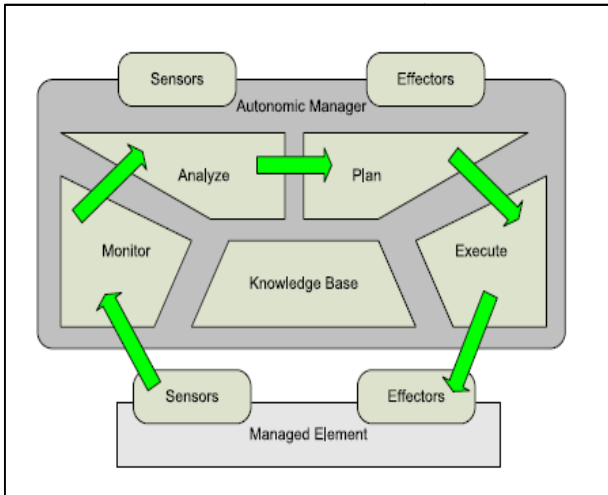 Sensors
Effectors
Autonomic Manager
Analyze
Plan
Monitor
Execute
Knowledge Base
Sensors
Effectors
Managed Element